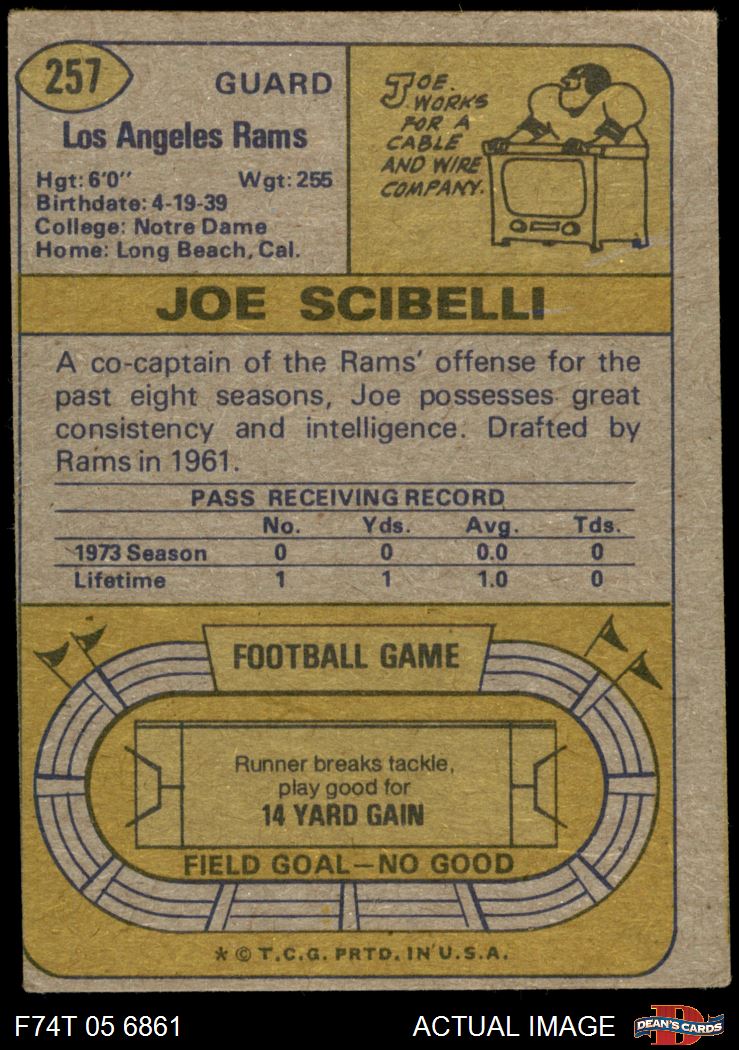 257
GUARD
Los Angeles Rams
Hgt: 6'0" Wgt: 255
Birthdate: 4-19-39
College: Notre Dame
Home: Long Beach, Cal.
JOE
WORKS
FOR A
CABLE
AND WIRE
COMPANY.
JOE SCIBELLI
A co-captain of the Rams' offense for the
past eight seasons, Joe possesses great
consistency and intelligence. Drafted by
Rams in 1961.
PASS RECEIVING RECORD
No. Yds. Avg. Tds.
1973 Season 0 0 0.0 0
Lifetime 1 1 1.0 0
FOOTBALL GAME
Runner breaks tackle,
play good for
14 YARD GAIN
FIELD GOAL—NO GOOD
* © T.C.G. PRTD. IN U.S.A.
F74T 05 6861 ACTUAL IMAGE DEAN'S CARDS